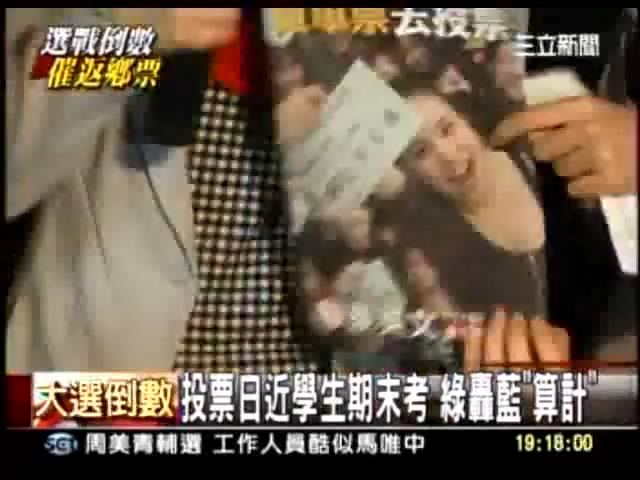 選戰倒數
催返鄉票
去投票
三立新聞
大選倒數 投票日近學生期末考 綠轟藍"算計"
周美青輔選 工作人員酷似馬唯中 19:18:00